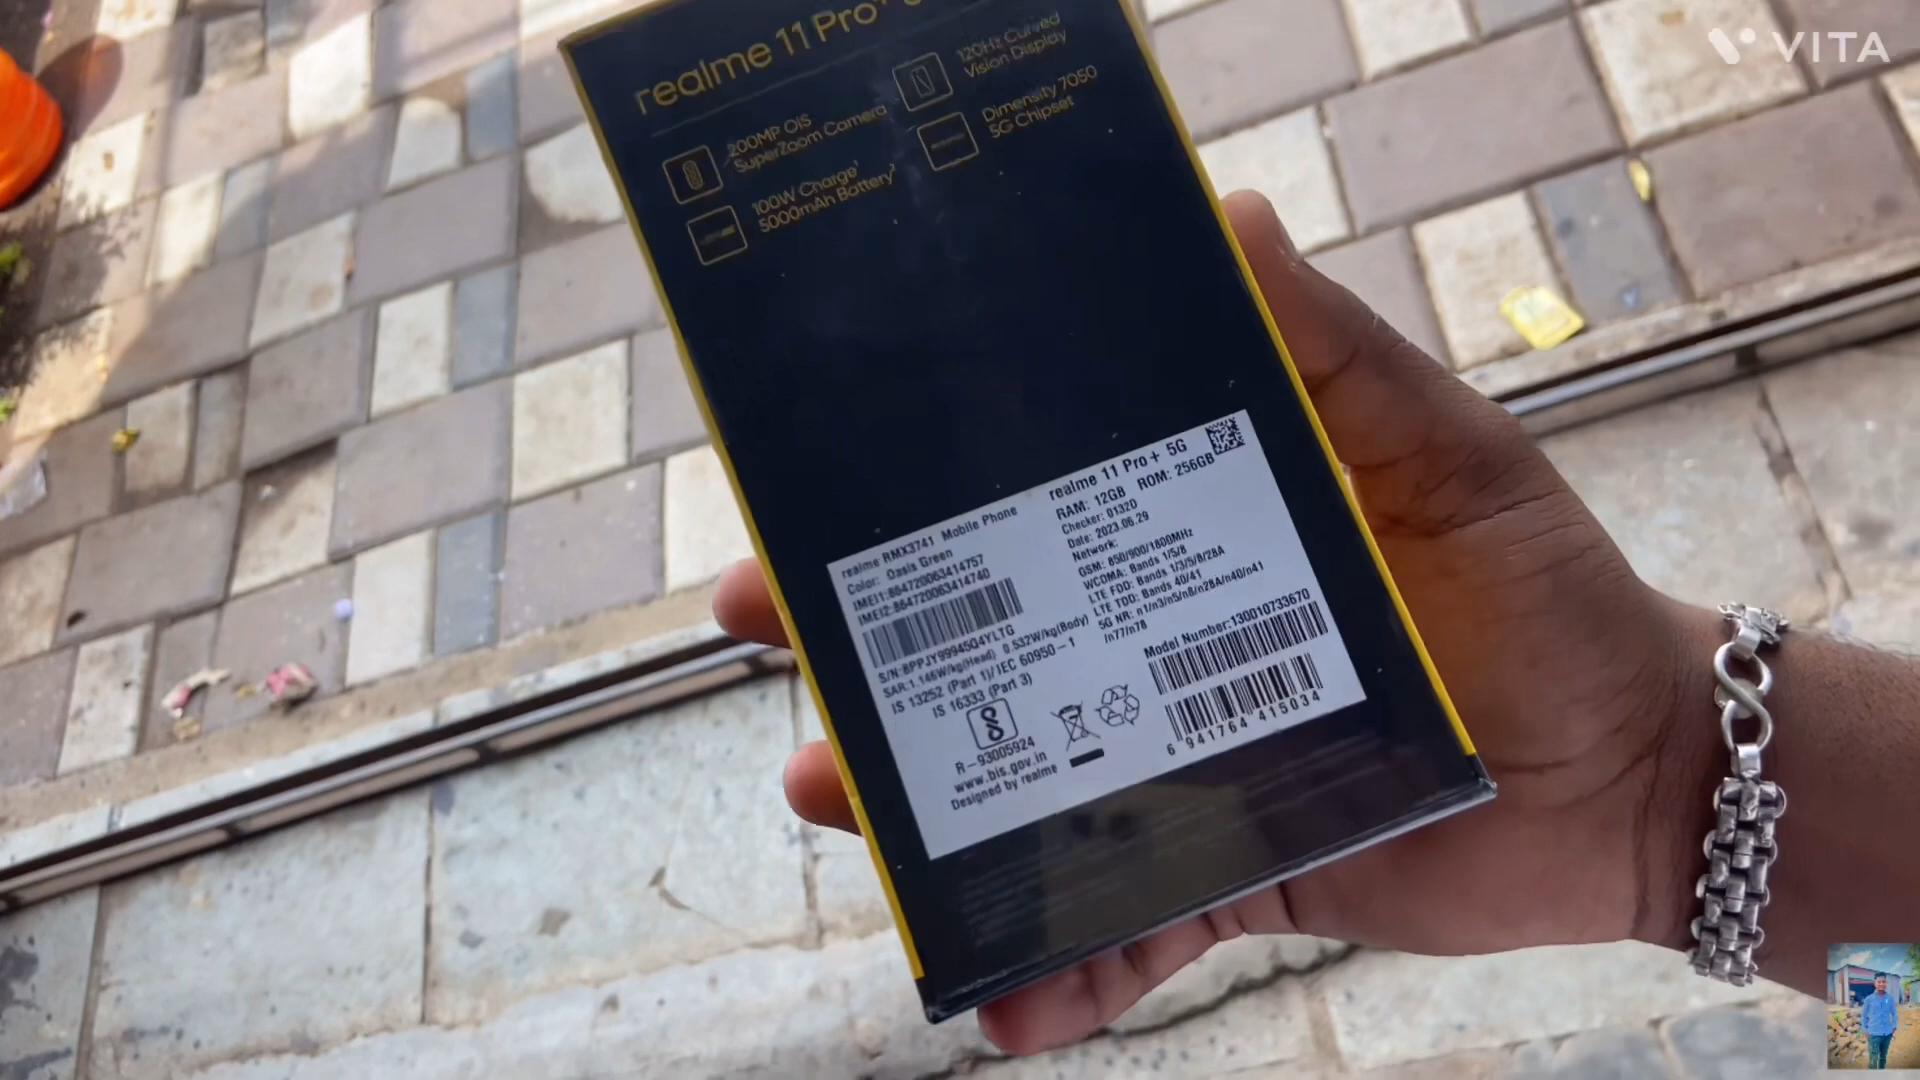 VITA
realme 11 Pro+
200MP OIS
SuperZoom Camera
120Hz Curved
Vision Display
100W Charge¹
5000mAh Battery²
Dimensity 7050
5G Chipset
realme RMX3741 Mobile Phone
Color: Oasis Green
IMEI1:864720063414757
IMEI2:864720063414740
S/N:BPPJY99945G4YLTG
SAR:1.146W/kg(Head) 0.532W/kg(Body)
IS 13252 (Part 1)/IEC 60950-1
IS 16333 (Part 3)
R-93005924
www.bis.gov.in
Designed by realme
realme 11 Pro+ 5G
RAM: 12GB ROM: 256GB
Checker: 0132D
Date: 2023.06.29
Network:
GSM: 850/900/1800MHz
WCDMA: Bands 1/5/8
LTE FDD: Bands 1/3/5/8/28A
LTE TDD: Bands 40/41
5G NR: n1/n3/n5/n8/n28A/n40/n41
/n77/n78
Model Number:130010733670
6 941764 415034